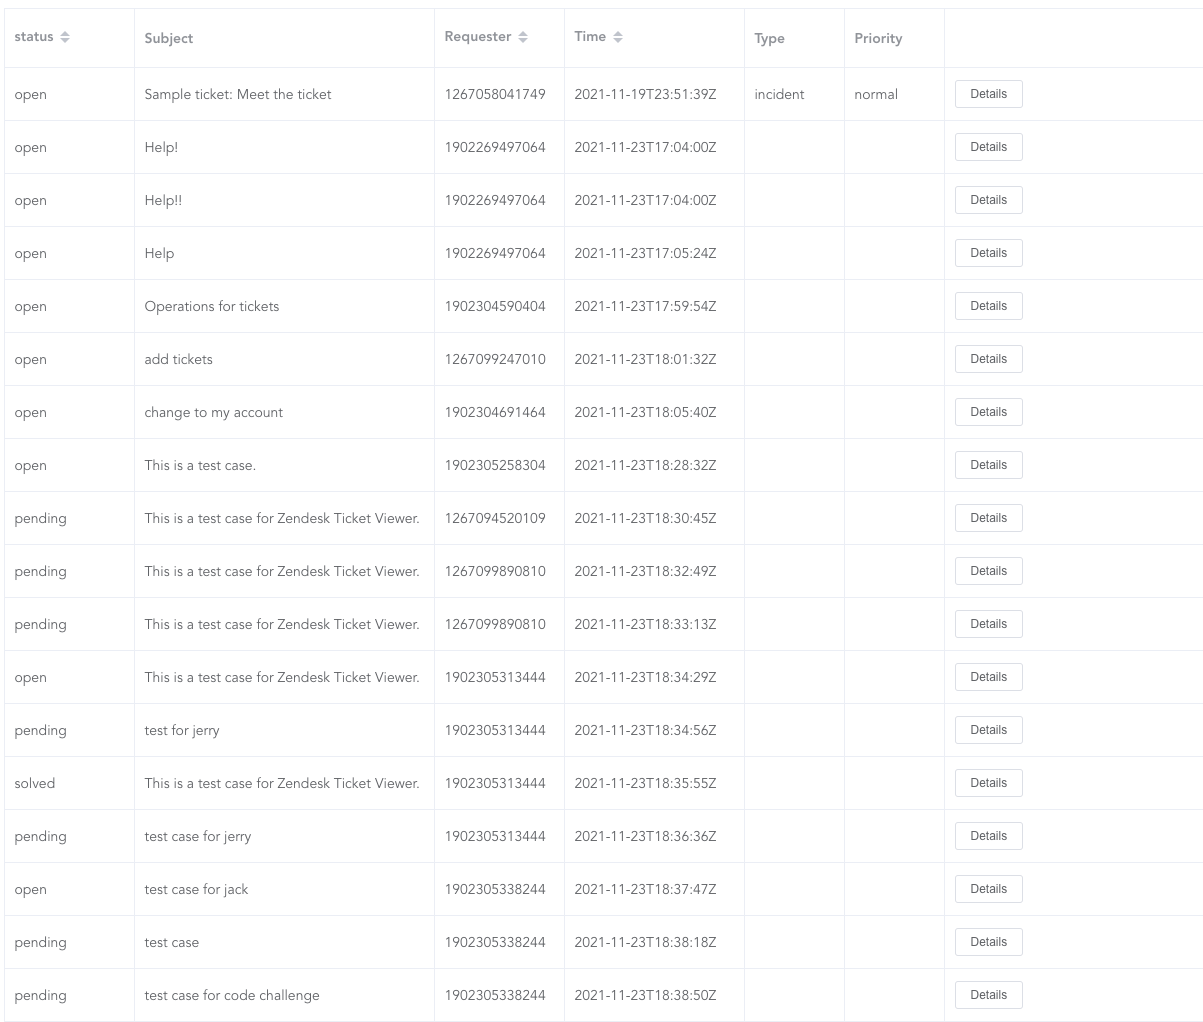 status Subject Requester Time Type Priority
open Sample ticket: Meet the ticket 1267058041749 2021-11-19T23:51:39Z incident normal Details
open Help! 1902269497064 2021-11-23T17:04:00Z Details
open Help!! 1902269497064 2021-11-23T17:04:00Z Details
open Help 1902269497064 2021-11-23T17:05:24Z Details
open Operations for tickets 1902304590404 2021-11-23T17:59:54Z Details
open add tickets 1267099247010 2021-11-23T18:01:32Z Details
open change to my account 1902304691464 2021-11-23T18:05:40Z Details
open This is a test case. 1902305258304 2021-11-23T18:28:32Z Details
pending This is a test case for Zendesk Ticket Viewer. 1267094520109 2021-11-23T18:30:45Z Details
pending This is a test case for Zendesk Ticket Viewer. 1267099890810 2021-11-23T18:32:49Z Details
pending This is a test case for Zendesk Ticket Viewer. 1267099890810 2021-11-23T18:33:13Z Details
open This is a test case for Zendesk Ticket Viewer. 1902305313444 2021-11-23T18:34:29Z Details
pending test for jerry 1902305313444 2021-11-23T18:34:56Z Details
solved This is a test case for Zendesk Ticket Viewer. 1902305313444 2021-11-23T18:35:55Z Details
pending test case for jerry 1902305313444 2021-11-23T18:36:36Z Details
open test case for jack 1902305338244 2021-11-23T18:37:47Z Details
pending test case 1902305338244 2021-11-23T18:38:18Z Details
pending test case for code challenge 1902305338244 2021-11-23T18:38:50Z Details